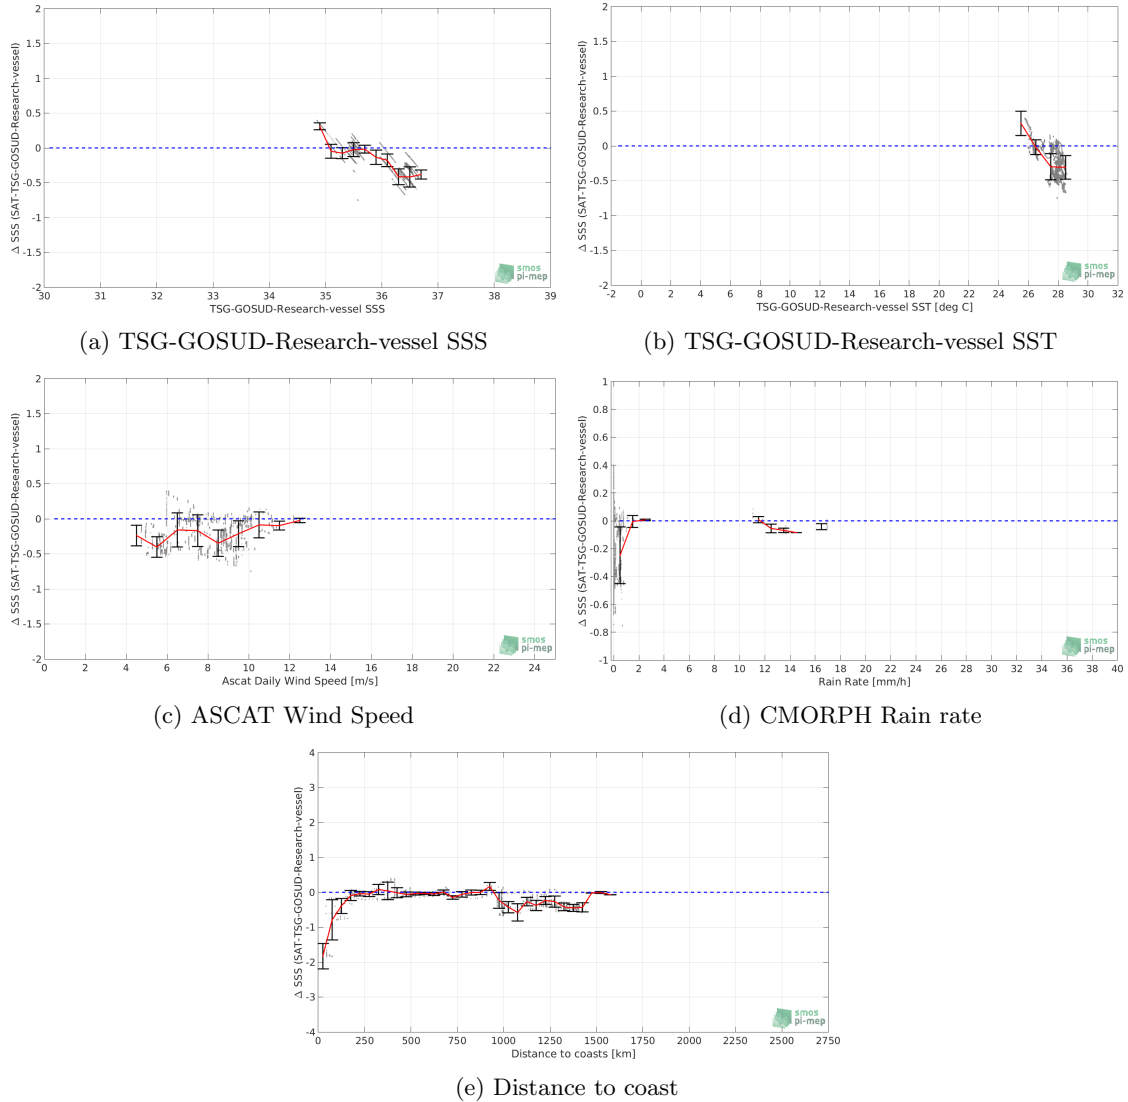 Δ SSS (SAT-TSG-GOSUD-Research-vessel)
2
1.5
1
0.5
0
-0.5
-1
-1.5
-2
30 31 32 33 34 35 36 37 38 39
TSG-GOSUD-Research-vessel SSS
smos
pi-mep
(a) TSG-GOSUD-Research-vessel SSS
Δ SSS (SAT-TSG-GOSUD-Research-vessel)
2
1.5
1
0.5
0
-0.5
-1
-1.5
-2
-2 0 2 4 6 8 10 12 14 16 18 20 22 24 26 28 30 32
TSG-GOSUD-Research-vessel SST [deg C]
smos
pi-mep
(b) TSG-GOSUD-Research-vessel SST
Δ SSS (SAT-TSG-GOSUD-Research-vessel)
2
1.5
1
0.5
0
-0.5
-1
-1.5
-2
0 2 4 6 8 10 12 14 16 18 20 22 24
Ascat Daily Wind Speed [m/s]
smos
pi-mep
(c) ASCAT Wind Speed
Δ SSS (SAT-TSG-GOSUD-Research-vessel)
1
0.8
0.6
0.4
0.2
0
-0.2
-0.4
-0.6
-0.8
-1
0 2 4 6 8 10 12 14 16 18 20 22 24 26 28 30 32 34 36 38 40
Rain Rate [mm/h]
smos
pi-mep
(d) CMORPH Rain rate
Δ SSS (SAT-TSG-GOSUD-Research-vessel)
4
3
2
1
0
-1
-2
-3
-4
0 250 500 750 1000 1250 1500 1750 2000 2250 2500 2750
Distance to coasts [km]
smos
pi-mep
(e) Distance to coast